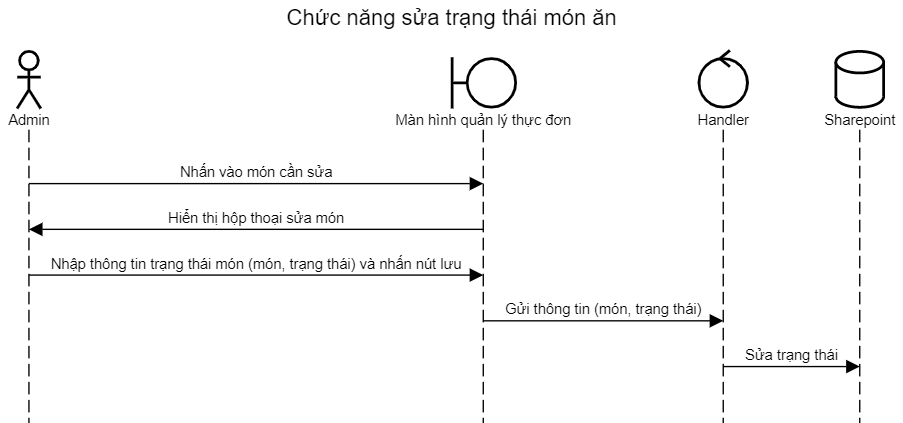 Chức năng sửa trạng thái món ăn
Admin
Màn hình quản lý thực đơn
Handler
Sharepoint
Nhấn vào món cần sửa
Hiển thị hộp thoại sửa món
Nhập thông tin trạng thái món (món, trạng thái) và nhấn nút lưu
Gửi thông tin (món, trạng thái)
Sửa trạng thái